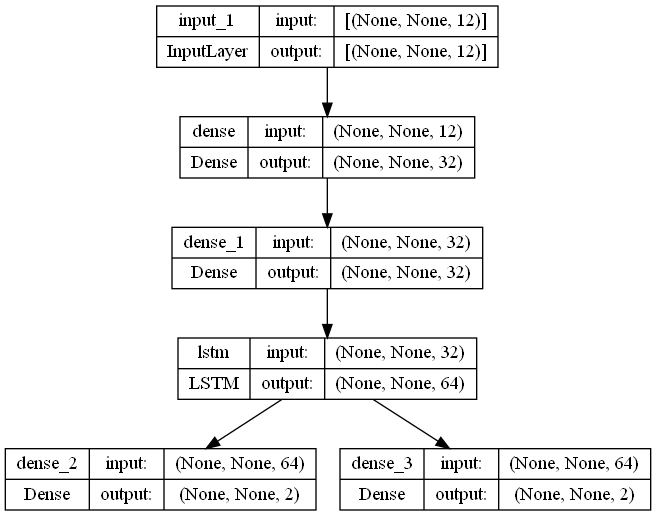 input_1 input: [(None, None, 12)]
InputLayer output: [(None, None, 12)]
dense input: (None, None, 12)
Dense output: (None, None, 32)
dense_1 input: (None, None, 32)
Dense output: (None, None, 32)
lstm input: (None, None, 32)
LSTM output: (None, None, 64)
dense_2 input: (None, None, 64)
Dense output: (None, None, 2)
dense_3 input: (None, None, 64)
Dense output: (None, None, 2)